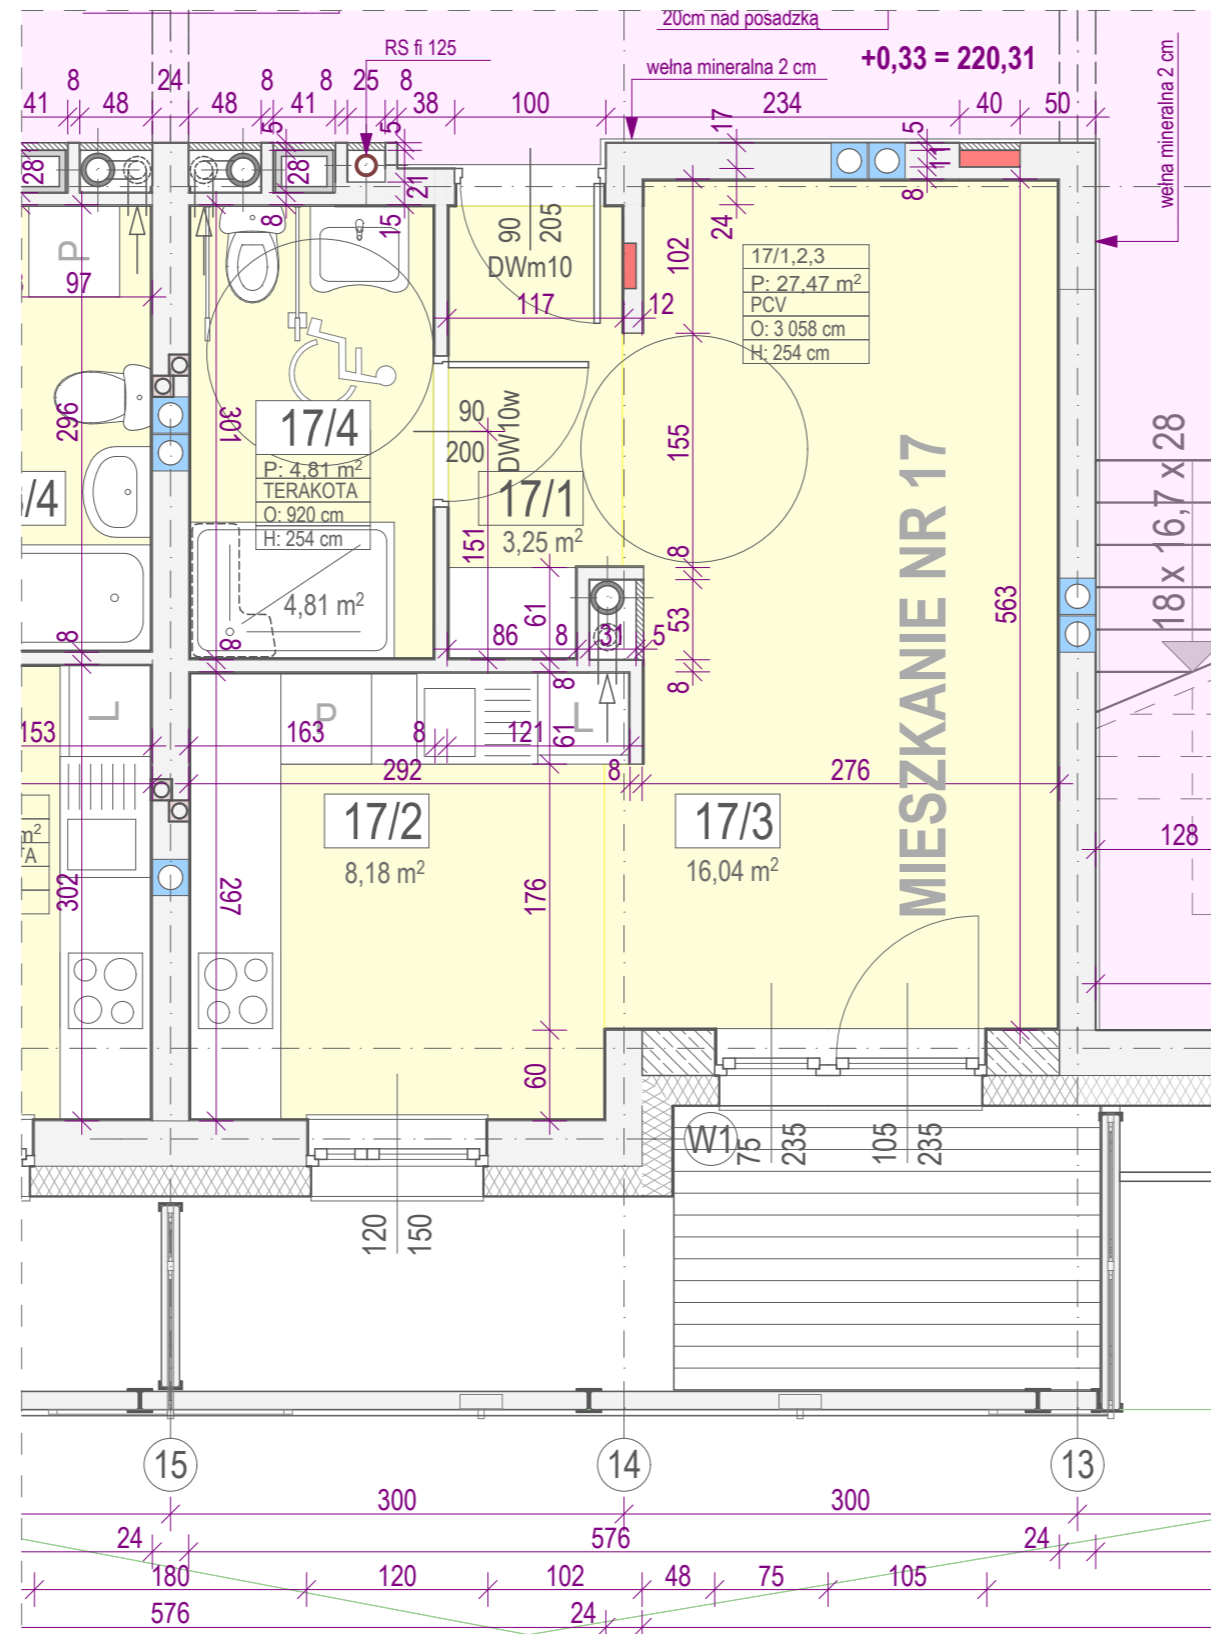 20cm nad posadzką
RS fi 125
+0,33 = 220,31
wełna mineralna 2 cm
wełna mineralna 2 cm
8 24 8 8 25 8
41 48 48 41 38 100 234 40 50
5 5 17 5
28 28 21 11
8 15 24 8
P
97
90
205
DWm10
102
117 12
17/1,2,3
P: 27,47 m²
PCV
O: 3 058 cm
H: 254 cm
296
301
17/4
P: 4,81 m²
TERAKOTA
O: 920 cm
H: 254 cm
4,81 m²
90
200
DW10w
155
17/1
3,25 m²
151
/4
MIESZKANIE NR 17
18 x 16,7 x 28
563
8
53
61
86 8 31 5
8 8
8 8
L
P
L
153 163 8 121 61
292 8 276
17/2
8,18 m²
17/3
16,04 m²
128
m²
TA
302
297
176
60
W1
75
235
105
235
120
150
15 14 13
300 300
24 576 24
180 120 102 48 75 105
576 24